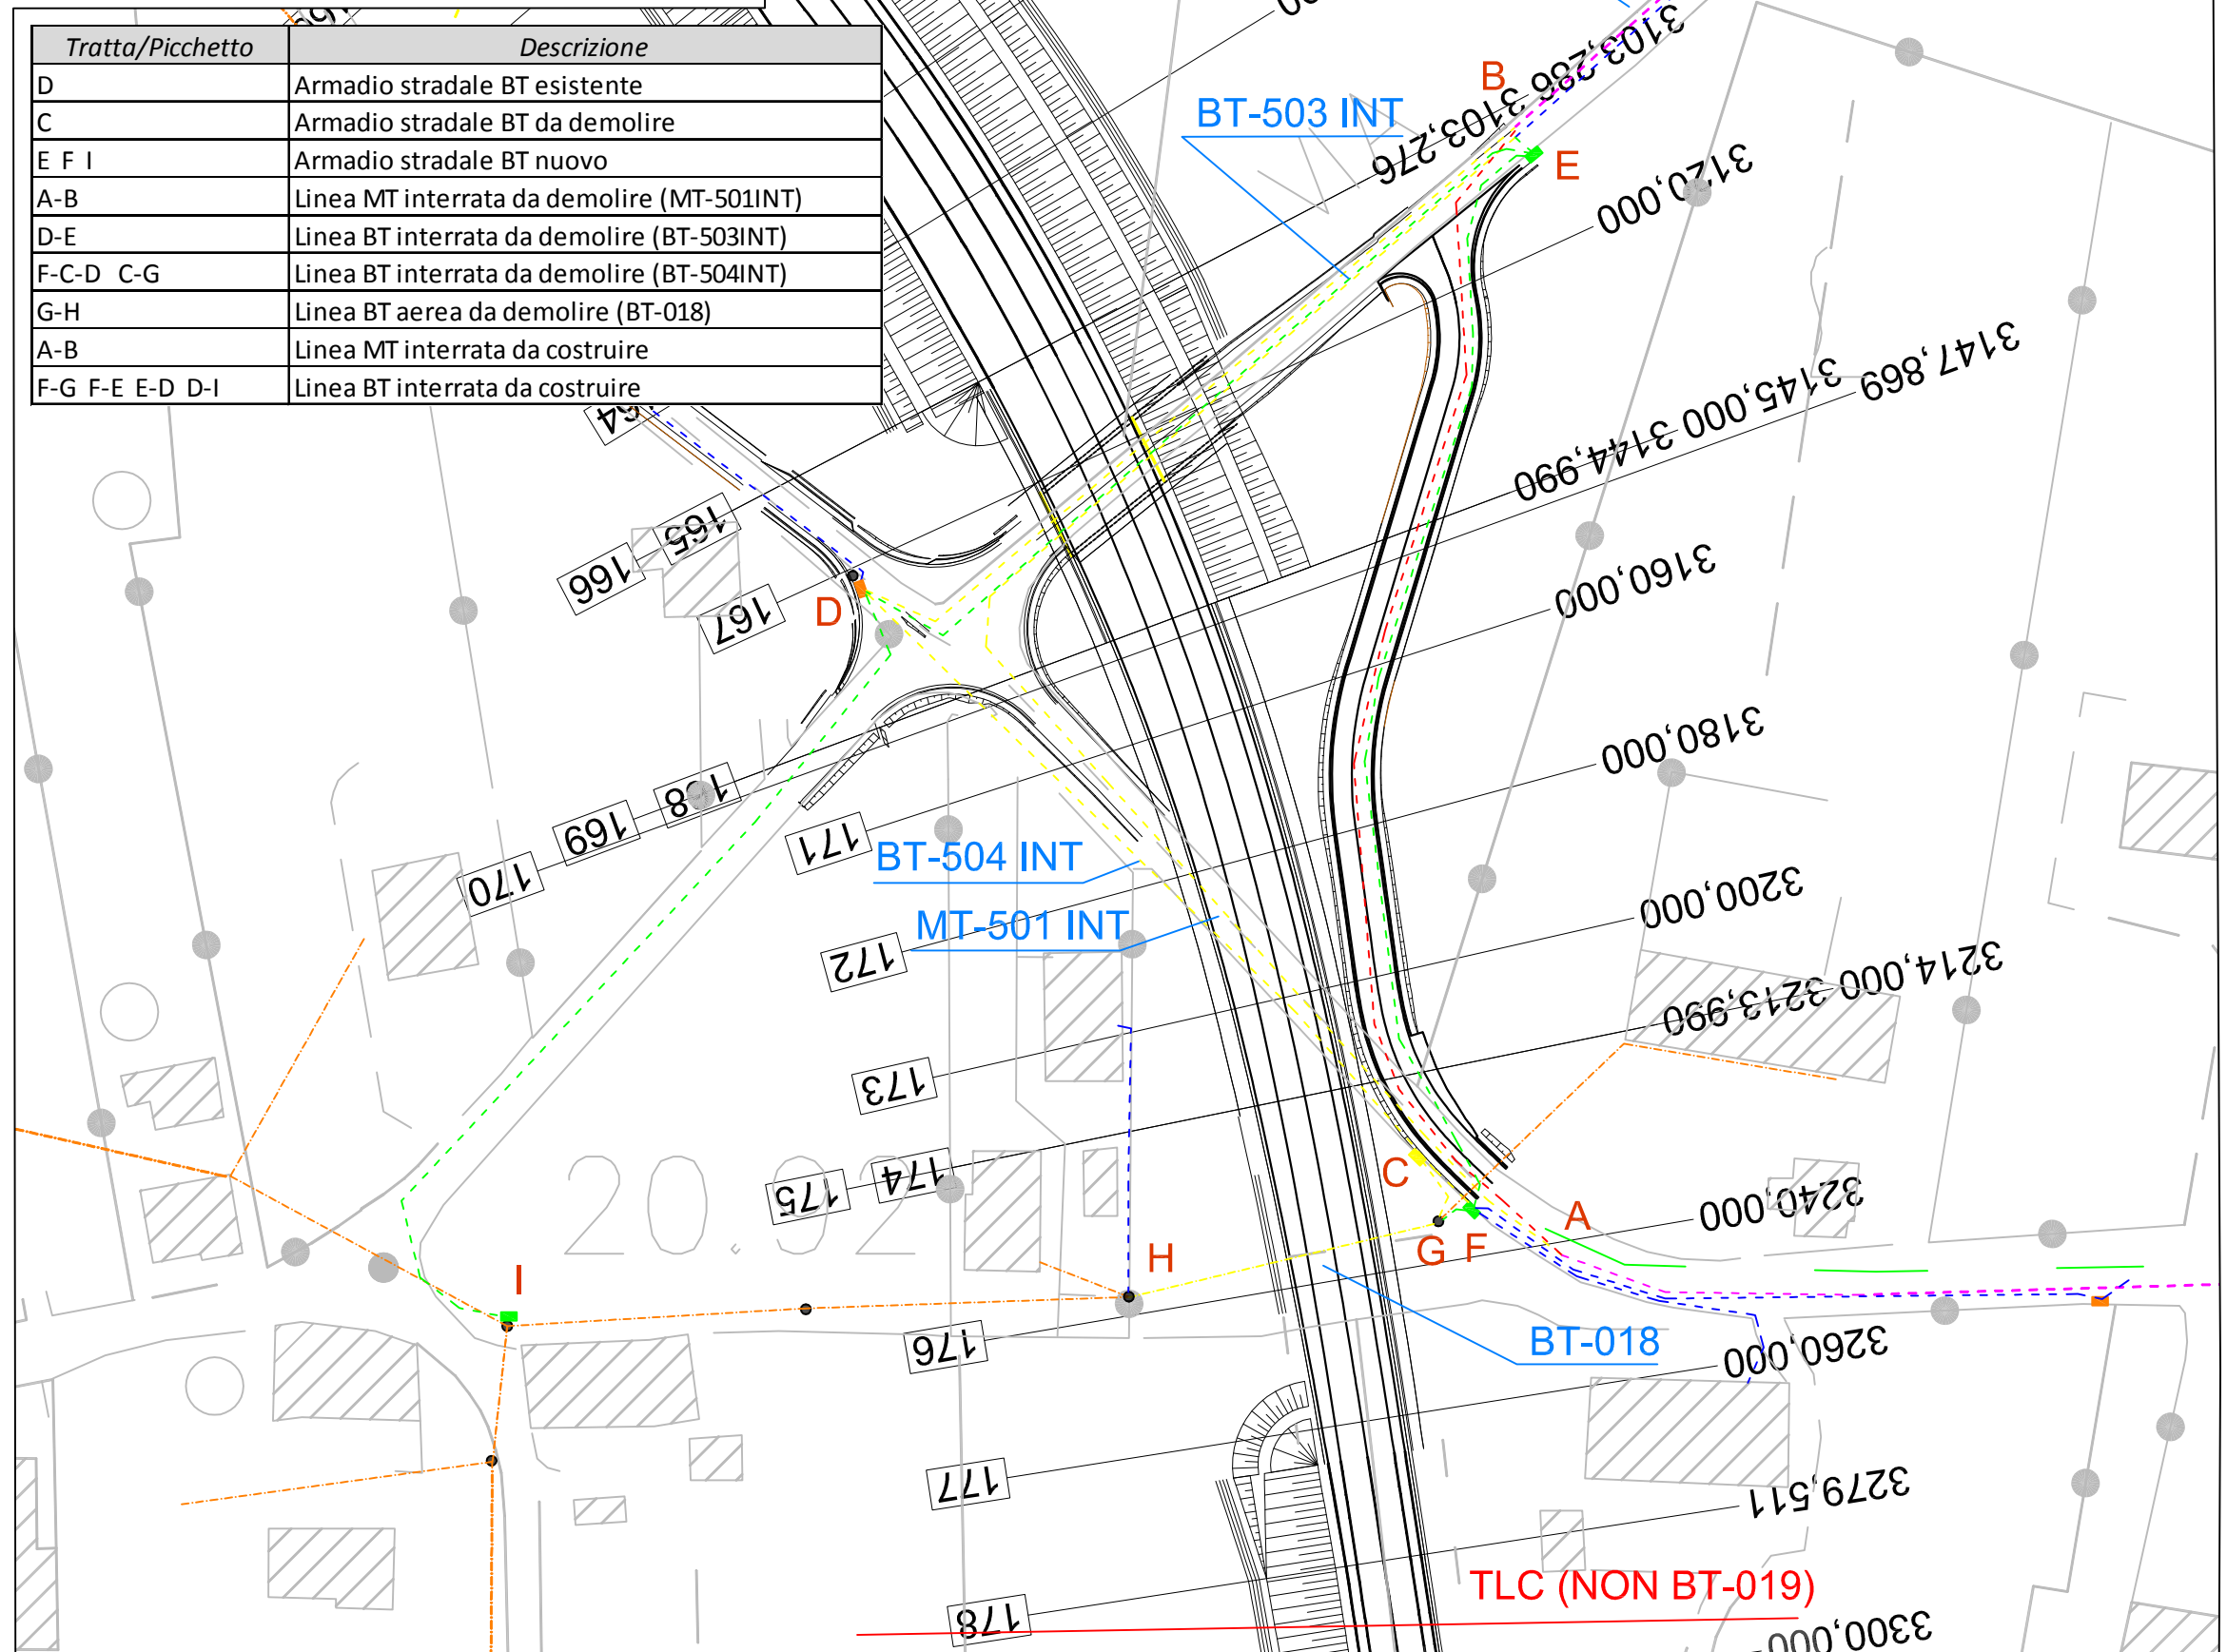 Tratta/Picchetto Descrizione
D Armadio stradale BT esistente
C Armadio stradale BT da demolire
E F I Armadio stradale BT nuovo
A-B Linea MT interrata da demolire (MT-501INT)
D-E Linea BT interrata da demolire (BT-503INT)
F-C-D C-G Linea BT interrata da demolire (BT-504INT)
G-H Linea BT aerea da demolire (BT-018)
A-B Linea MT interrata da costruire
F-G F-E E-D D-I Linea BT interrata da costruire
B
BT-503 INT
3103,276
3103,286
E
3120,000
3144,990
3145,000
3147,869
165
166
167
D
3160,000
3180,000
168
169
170
171
BT-504 INT
MT-501 INT
172
3200,000
3213,990
3214,000
173
174
175
20.92
C
A
G F
3240,000
H
I
176
BT-018
3260,000
177
3279,511
TLC (NON BT-019)
178
3300,000